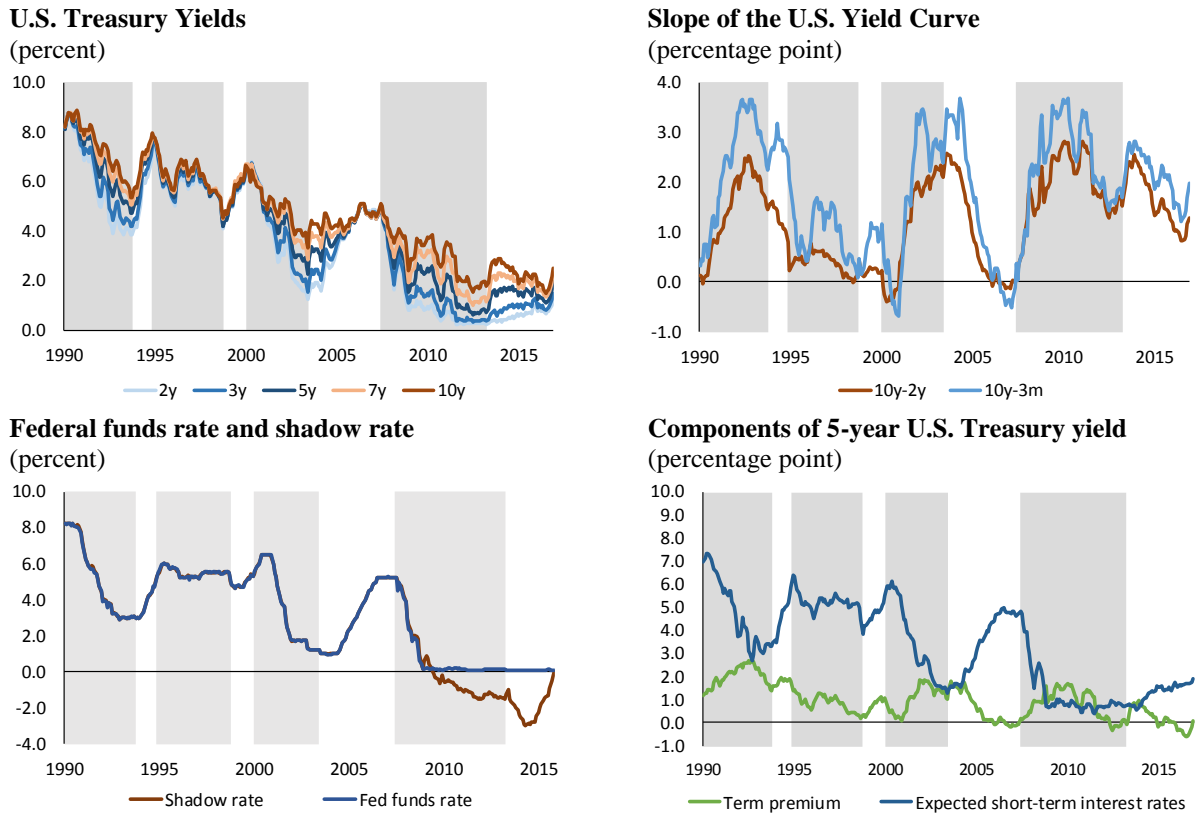 U.S. Treasury Yields
(percent)
10.0
8.0
6.0
4.0
2.0
0.0
1990 1995 2000 2005 2010 2015
2y 3y 5y 7y 10y
Slope of the U.S. Yield Curve
(percentage point)
4.0
3.0
2.0
1.0
0.0
-1.0
1990 1995 2000 2005 2010 2015
10y-2y 10y-3m
Federal funds rate and shadow rate
(percent)
10.0
8.0
6.0
4.0
2.0
0.0
-2.0
-4.0
1990 1995 2000 2005 2010 2015
Shadow rate Fed funds rate
Components of 5-year U.S. Treasury yield
(percentage point)
10.0
9.0
8.0
7.0
6.0
5.0
4.0
3.0
2.0
1.0
0.0
-1.0
1990 1995 2000 2005 2010 2015
Term premium Expected short-term interest rates